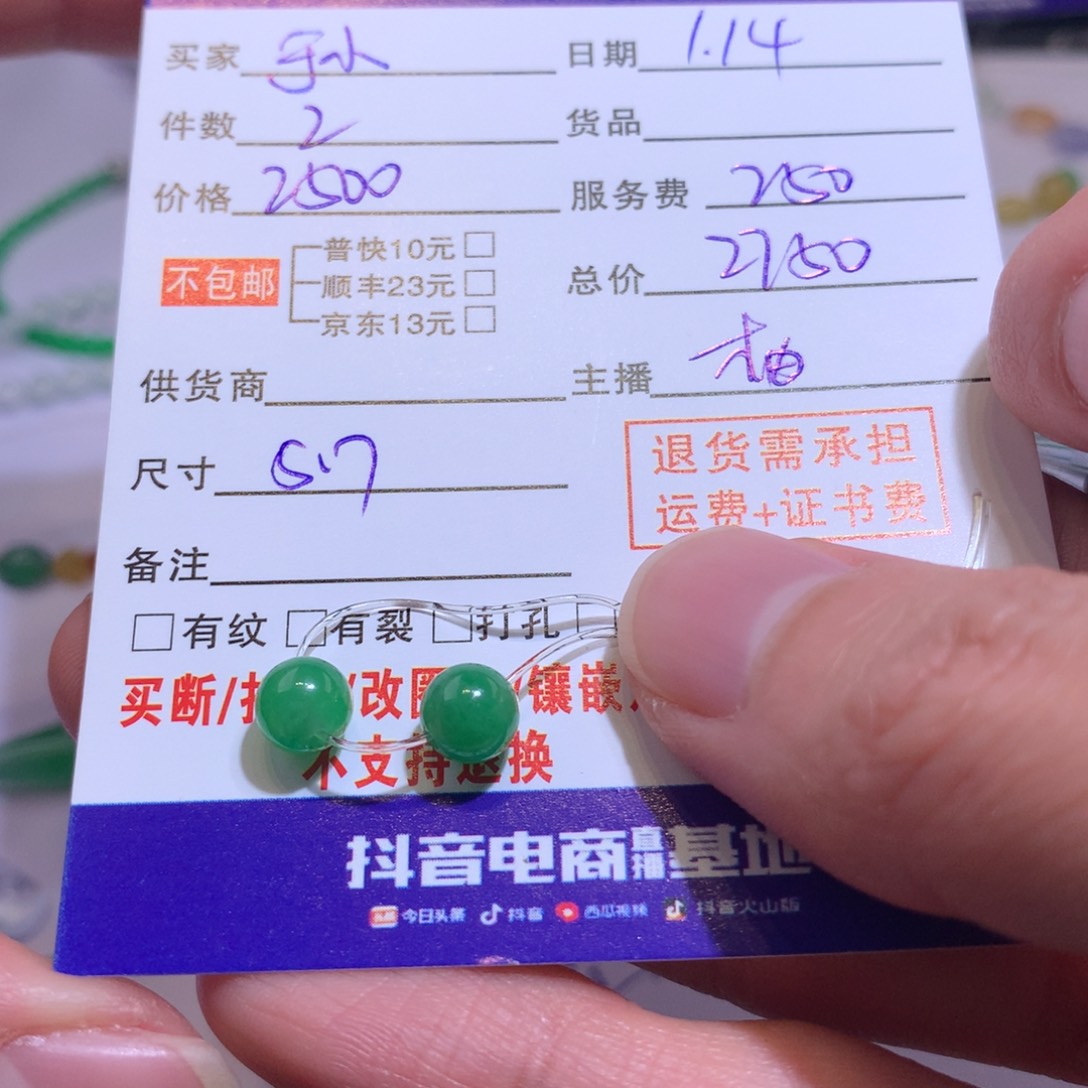 买家 日期 1.14
件数 2 货品
价格 2500 服务费 250
不包邮
普快10元
顺丰23元
京东13元
总价 2750
供货商 主播 柚
尺寸 5.7
退货需承担
运费+证书费
备注
有纹 有裂 打孔
买断/ /改圈 镶嵌
不支持退换
抖音电商直播基地
今日头条 抖音 西瓜视频 抖音火山版